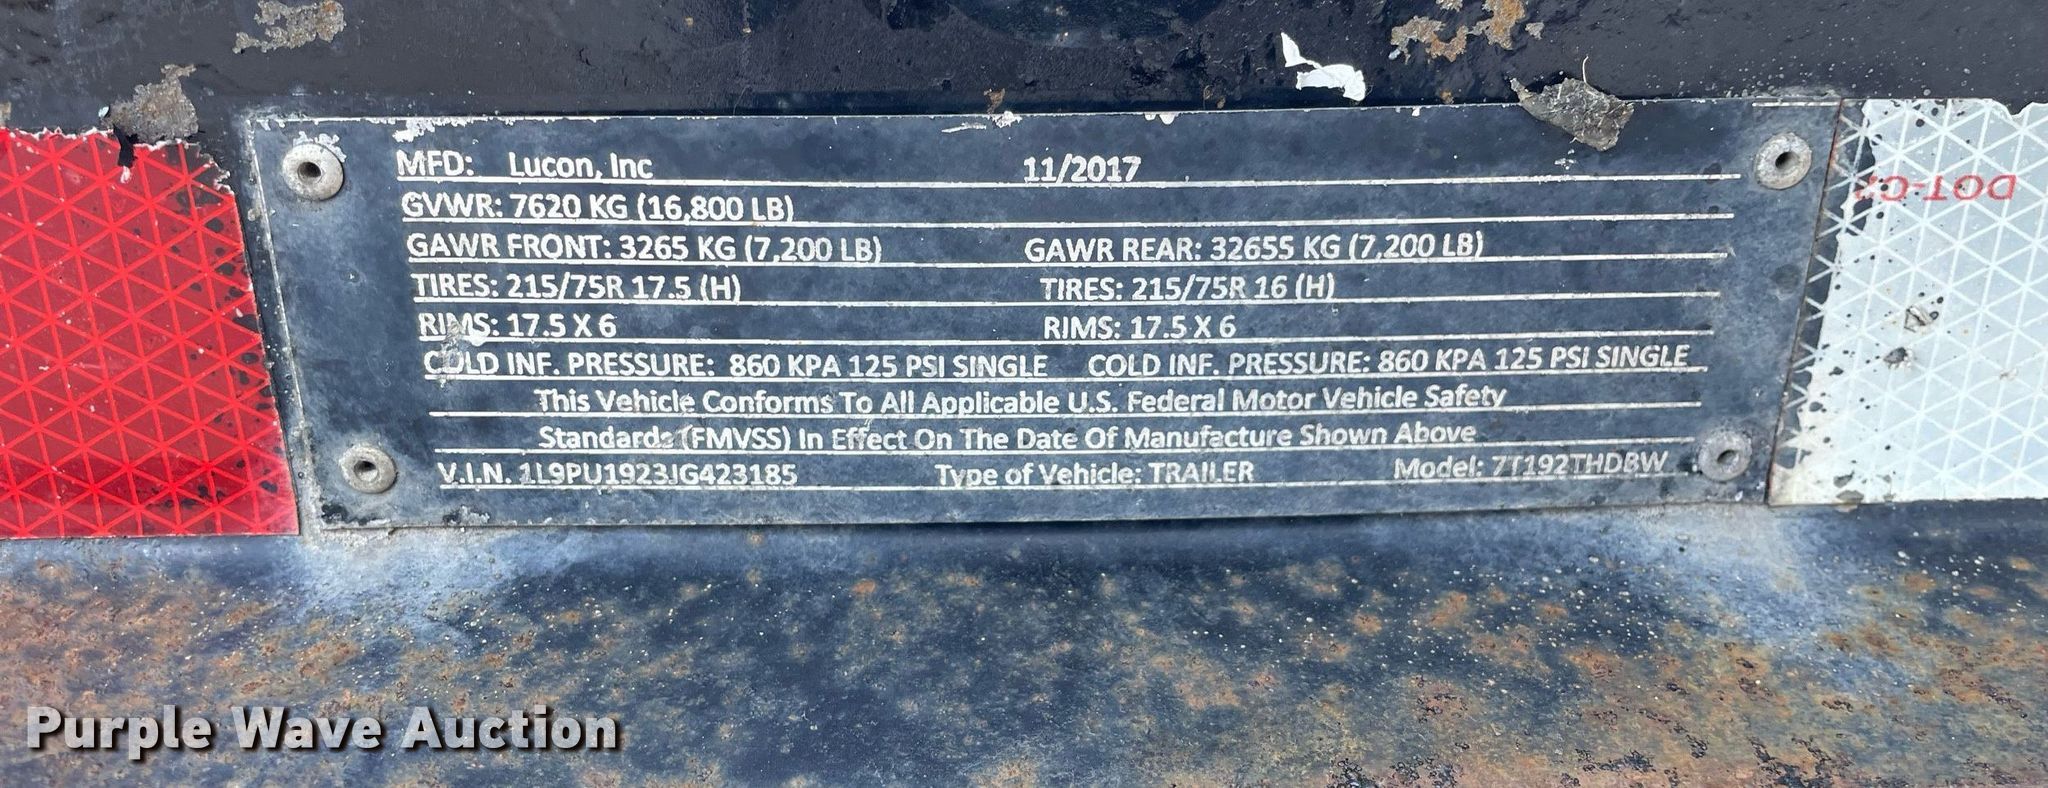 MFD: Lucon, Inc 11/2017
GVWR: 7620 KG (16,800 LB)
GAWR FRONT: 3265 KG (7,200 LB) GAWR REAR: 32655 KG (7,200 LB)
TIRES: 215/75R 17.5 (H) TIRES: 215/75R 16 (H)
RIMS: 17.5 X 6 RIMS: 17.5 X 6
COLD INF. PRESSURE: 860 KPA 125 PSI SINGLE COLD INF. PRESSURE: 860 KPA 125 PSI SINGLE
This Vehicle Conforms To All Applicable U.S. Federal Motor Vehicle Safety
Standards (FMVSS) In Effect On The Date Of Manufacture Shown Above
V.I.N. 1L9PU1923JG423185 Type of Vehicle: TRAILER Model: 7T192THDBW
Purple Wave Auction